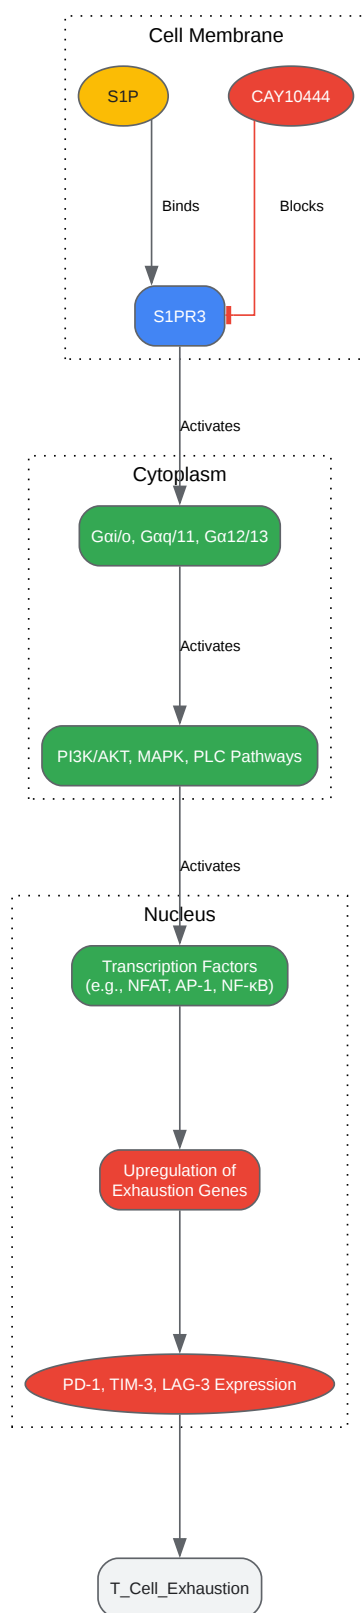 Cell Membrane
S1P
CAY10444
Binds
Blocks
S1PR3
Activates
Cytoplasm
Gαi/o, Gαq/11, Gα12/13
Activates
PI3K/AKT, MAPK, PLC Pathways
Activates
Nucleus
Transcription Factors
(e.g., NFAT, AP-1, NF-κB)
Upregulation of
Exhaustion Genes
PD-1, TIM-3, LAG-3 Expression
T_Cell_Exhaustion